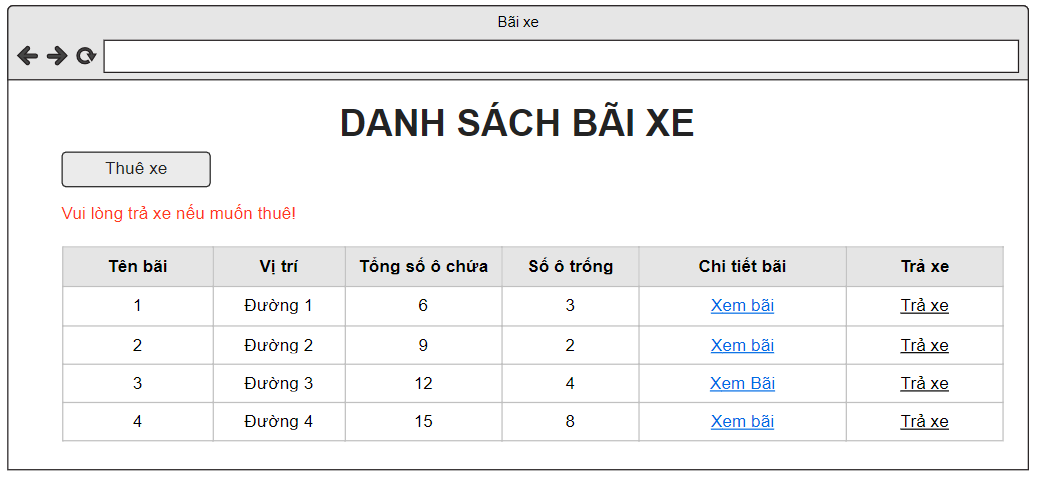 Bãi xe
DANH SÁCH BÃI XE
Thuê xe
Vui lòng trả xe nếu muốn thuê!
Tên bãi Vị trí Tổng số ô chứa Số ô trống Chi tiết bãi Trả xe
1 Đường 1 6 3 Xem bãi Trả xe
2 Đường 2 9 2 Xem bãi Trả xe
3 Đường 3 12 4 Xem Bãi Trả xe
4 Đường 4 15 8 Xem bãi Trả xe